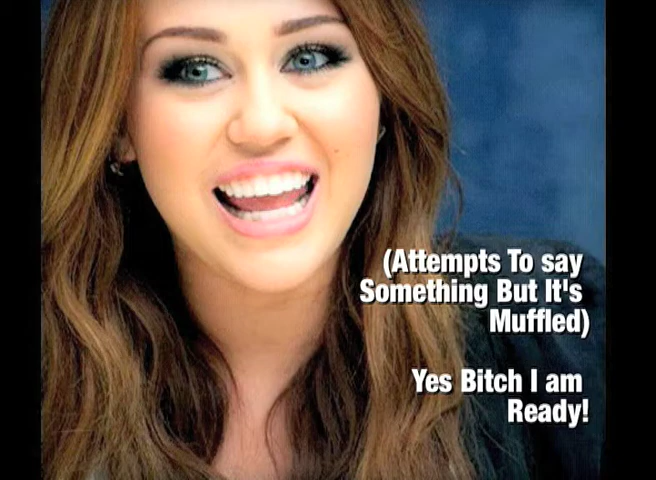 (Attempts To say
Something But It's
Muffled)
Yes Bitch I am
Ready!